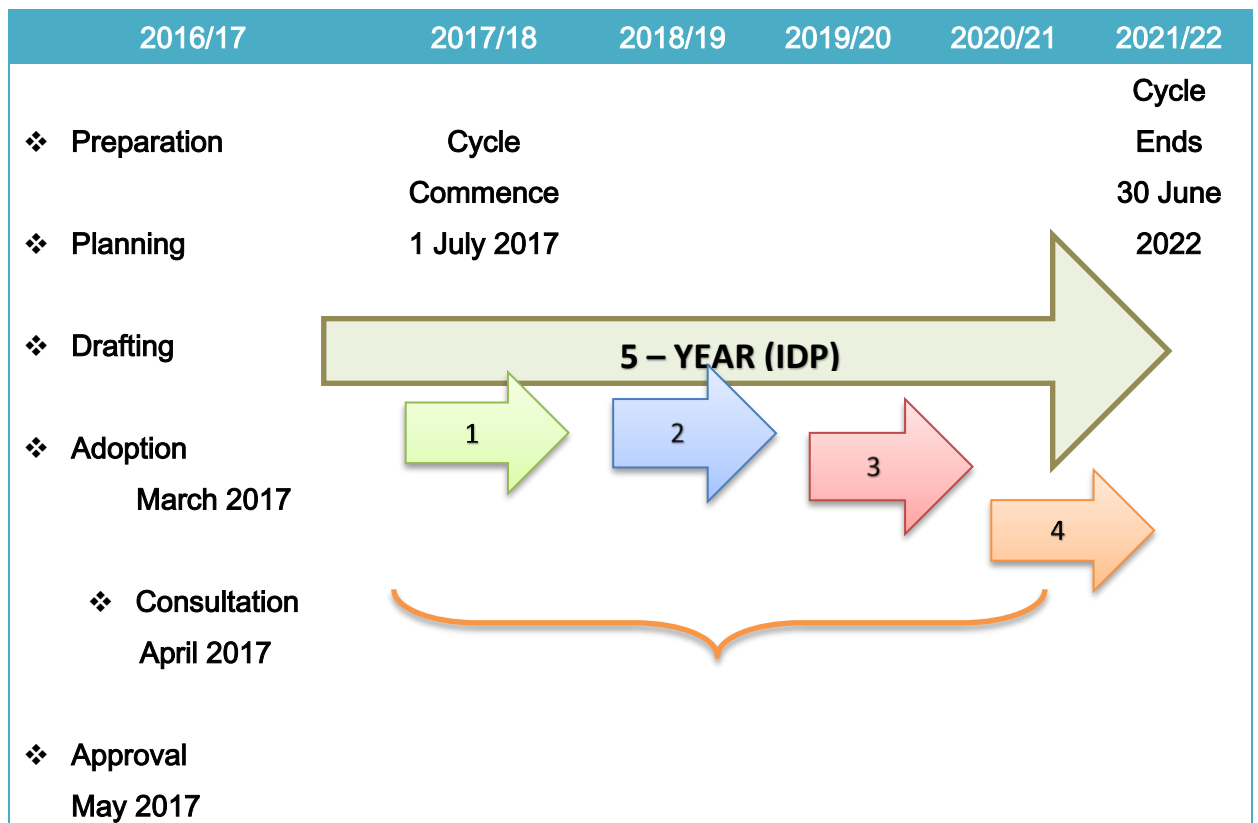 2016/17 2017/18 2018/19 2019/20 2020/21 2021/22
❖ Preparation
❖ Planning
❖ Drafting
❖ Adoption
March 2017
❖ Consultation
April 2017
❖ Approval
May 2017
Cycle
Commence
1 July 2017
Cycle
Ends
30 June
2022
5 – YEAR (IDP)
1
2
3
4